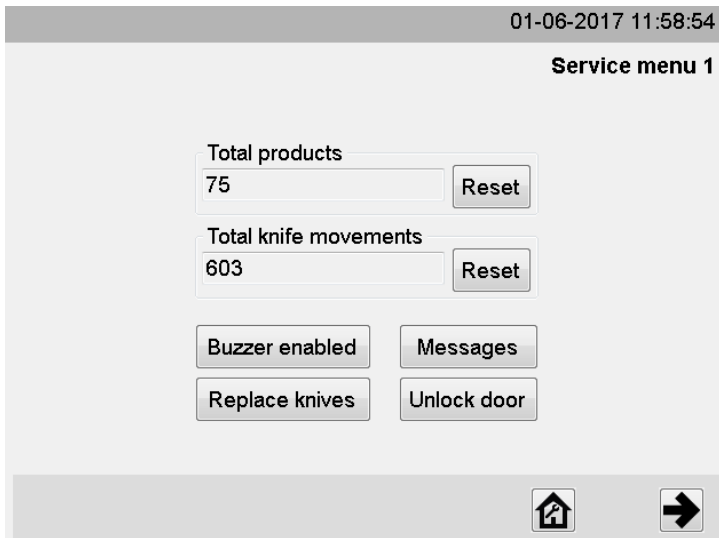 01-06-2017 11:58:54
Service menu 1
Total products
75
Reset
Total knife movements
603
Reset
Buzzer enabled
Messages
Replace knives
Unlock door